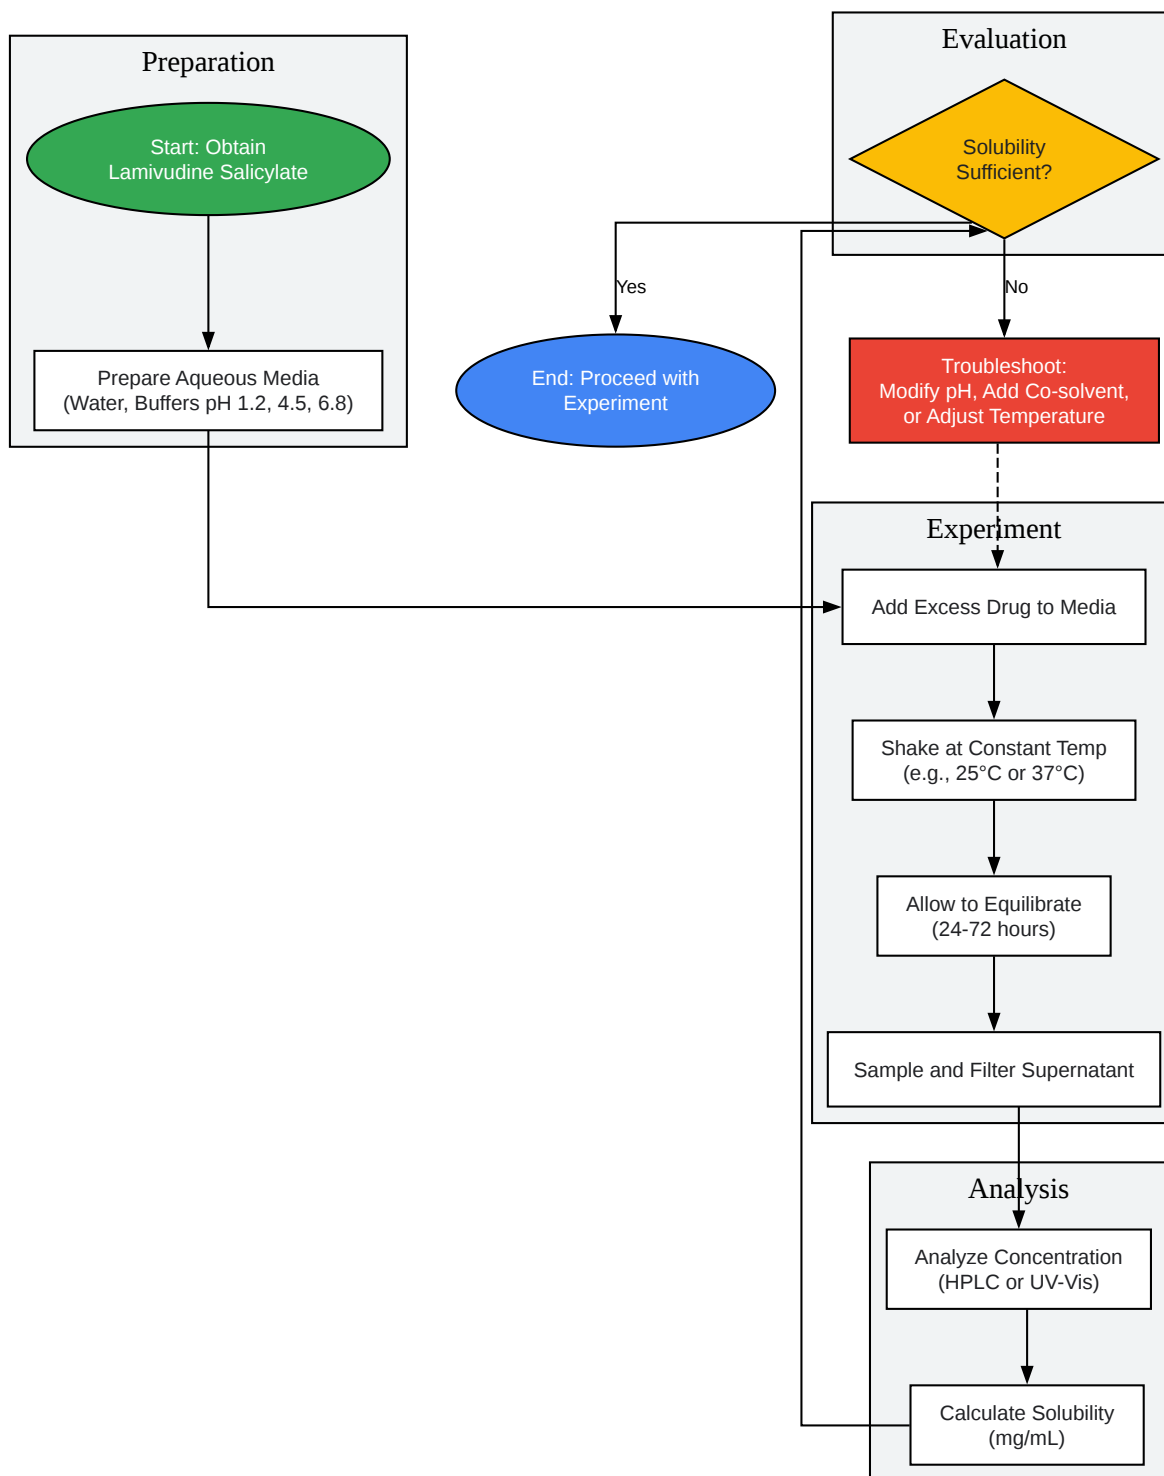 Preparation
Start: Obtain
Lamivudine Salicylate
Prepare Aqueous Media
(Water, Buffers pH 1.2, 4.5, 6.8)
Evaluation
Solubility
Sufficient?
Yes
No
End: Proceed with
Experiment
Troubleshoot:
Modify pH, Add Co-solvent,
or Adjust Temperature
Experiment
Add Excess Drug to Media
Shake at Constant Temp
(e.g., 25°C or 37°C)
Allow to Equilibrate
(24-72 hours)
Sample and Filter Supernatant
Analysis
Analyze Concentration
(HPLC or UV-Vis)
Calculate Solubility
(mg/mL)